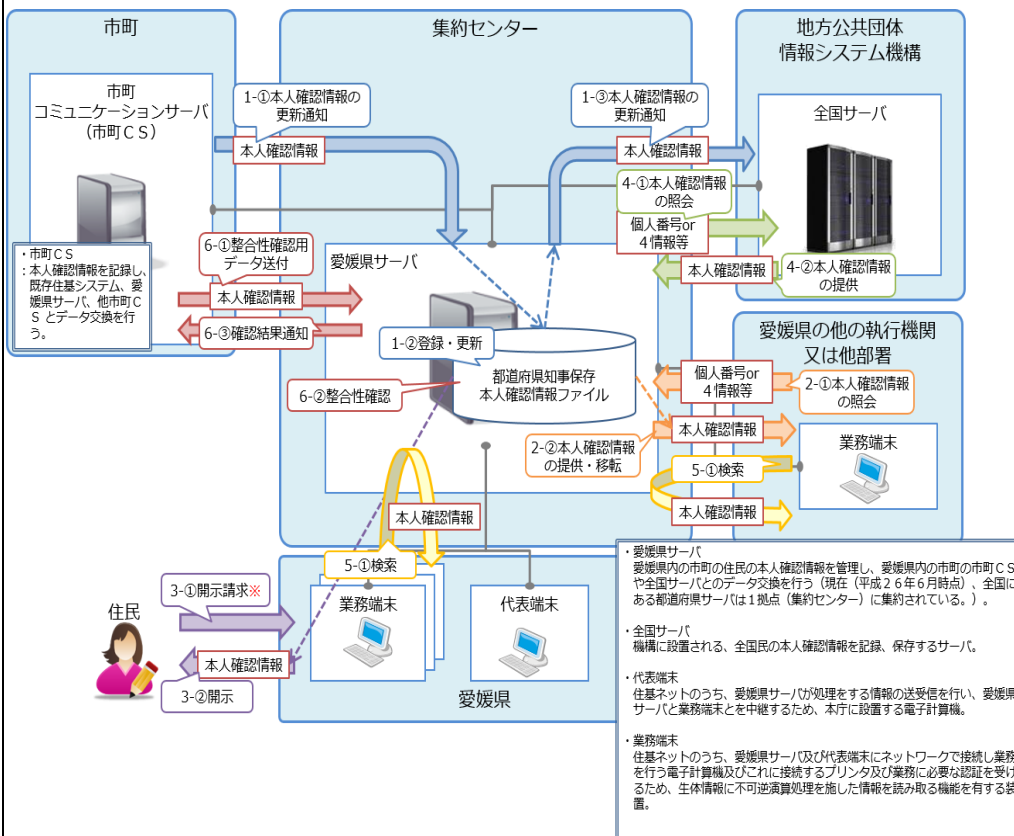 市町
集約センター
地方公共団体
情報システム機構
市町
コミュニケーションサーバ
(市町CS)
1-①本人確認情報の
更新通知
本人確認情報
1-③本人確認情報の
更新通知
本人確認情報
全国サーバ
4-①本人確認情報
の照会
個人番号or
4情報等
本人確認情報
4-②本人確認情報
の提供
・市町CS
:本人確認情報を記録し、
既存住基システム、愛
媛県サーバ、他市町C
S とデータ交換を行
う。
6-①整合性確認用
データ送付
本人確認情報
6-③確認結果通知
愛媛県サーバ
1-②登録・更新
都道府県知事保存
本人確認情報ファイル
6-②整合性確認
愛媛県の他の執行機関
又は他部署
個人番号or
4情報等
2-①本人確認情報
の照会
本人確認情報
2-②本人確認情報
の提供・移転
業務端末
5-①検索
本人確認情報
本人確認情報
5-①検索
住民
3-①開示請求※
本人確認情報
3-②開示
業務端末
代表端末
愛媛県
・愛媛県サーバ
愛媛県内の市町の住民の本人確認情報を管理し、愛媛県内の市町の市町CS
や全国サーバとのデータ交換を行う(現在(平成26年6月時点)、全国に
ある都道府県サーバは1拠点(集約センター)に集約されている。)。
・全国サーバ
機構に設置される、全国民の本人確認情報を記録、保存するサーバ。
・代表端末
住基ネットのうち、愛媛県サーバが処理をする情報の送受信を行い、愛媛県
サーバと業務端末とを中継するため、本庁に設置する電子計算機。
・業務端末
住基ネットのうち、愛媛県サーバ及び代表端末にネットワークで接続し業務
を行う電子計算機及びこれに接続するプリンタ及び業務に必要な認証を受け
るため、生体情報に不可逆演算処理を施した情報を読み取る機能を有する装
置。